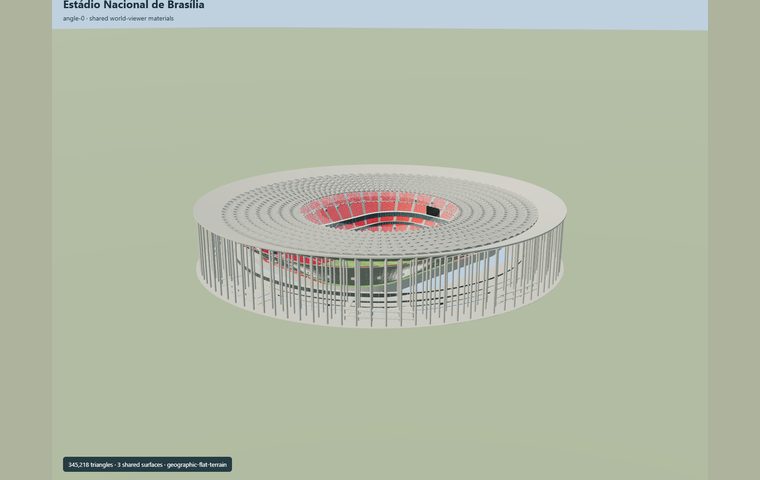 Estádio Nacional de Brasília
angle-0 · shared world-viewer materials
345,218 triangles · 3 shared surfaces · geographic-flat-terrain